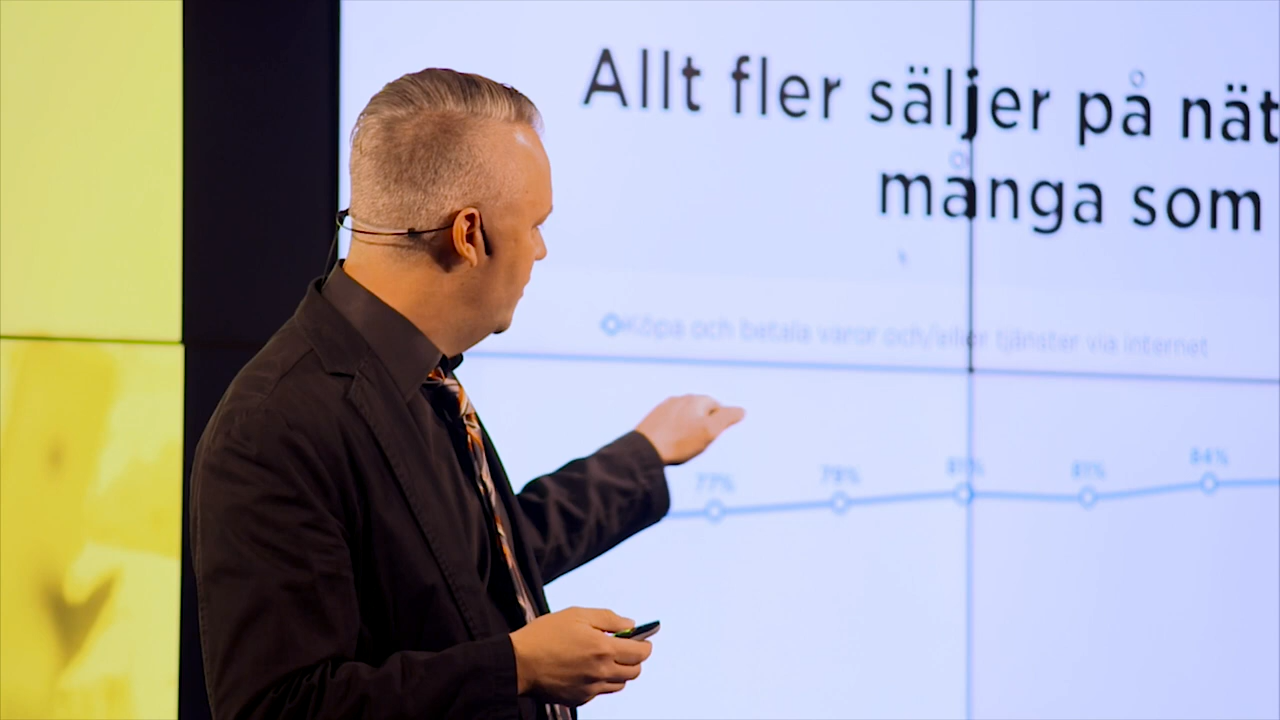 Allt fler säljer på nät
många som
Köpa och betala varor och/eller tjänster via internet
77% 78% 81% 81% 84%